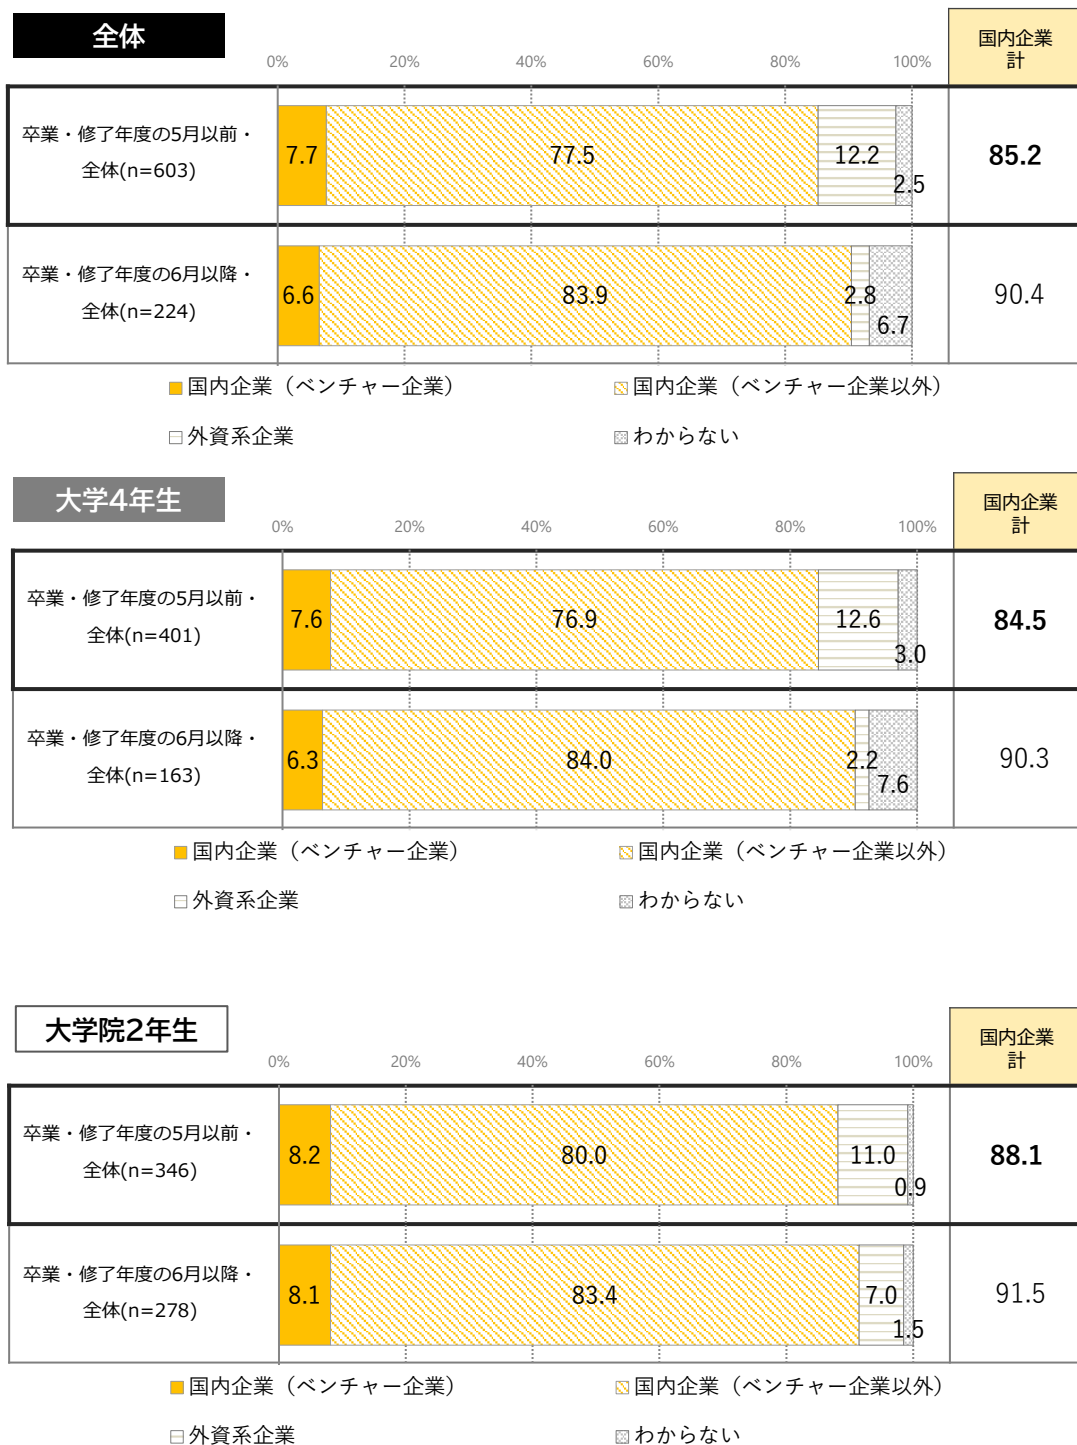 全体
国内企業
計
0%
20%
40%
60%
80%
100%
卒業・修了年度の5月以前・
全体(n=603)
7.7
77.5
12.2
2.5
85.2
卒業・修了年度の6月以降・
全体(n=224)
6.6
83.9
2.8
6.7
90.4
国内企業（ベンチャー企業）
国内企業（ベンチャー企業以外）
外資系企業
わからない
大学4年生
国内企業
計
0%
20%
40%
60%
80%
100%
卒業・修了年度の5月以前・
全体(n=401)
7.6
76.9
12.6
3.0
84.5
卒業・修了年度の6月以降・
全体(n=163)
6.3
84.0
2.2
7.6
90.3
国内企業（ベンチャー企業）
国内企業（ベンチャー企業以外）
外資系企業
わからない
大学院2年生
国内企業
計
0%
20%
40%
60%
80%
100%
卒業・修了年度の5月以前・
全体(n=346)
8.2
80.0
11.0
0.9
88.1
卒業・修了年度の6月以降・
全体(n=278)
8.1
83.4
7.0
1.5
91.5
国内企業（ベンチャー企業）
国内企業（ベンチャー企業以外）
外資系企業
わからない